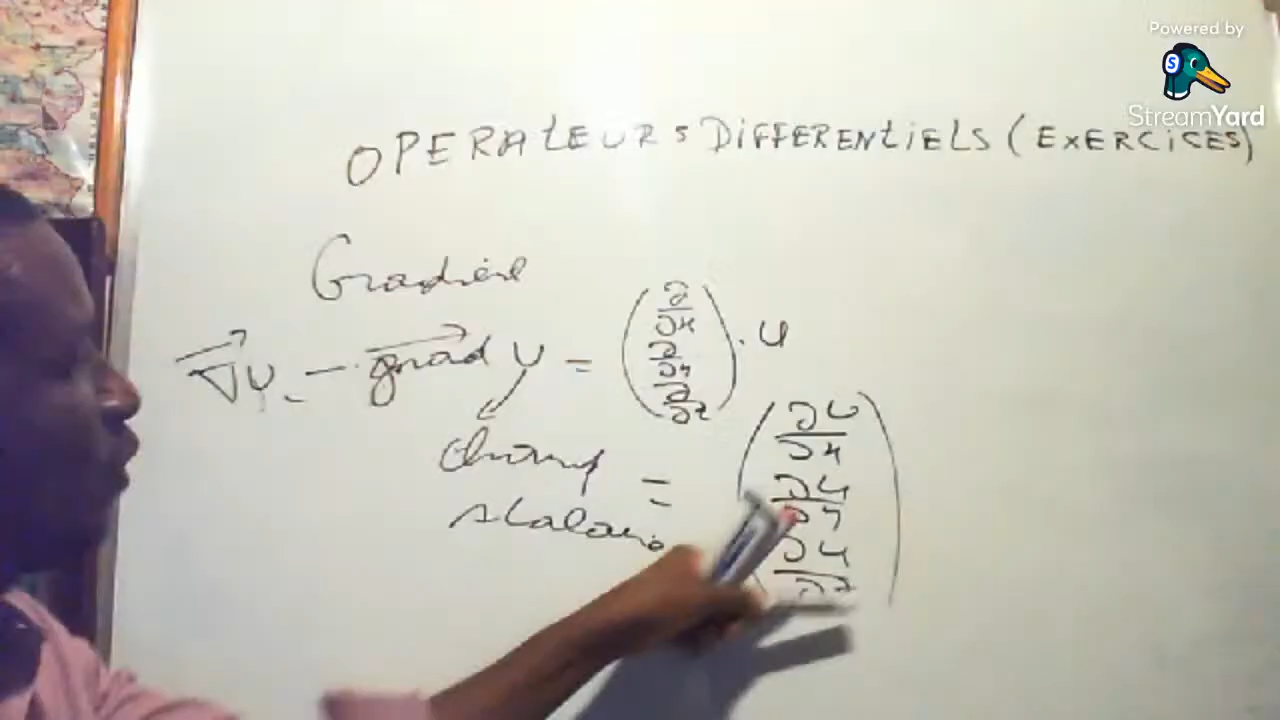 Powered by
StreamYard
OPERATEURS DIFFERENTIELS (EXERCICES)
Gradient
∇U = grad U = (∂/∂x ∂/∂y ∂/∂z) . U
champ
scalaire
= (∂U/∂x ∂U/∂y ∂U/∂z)